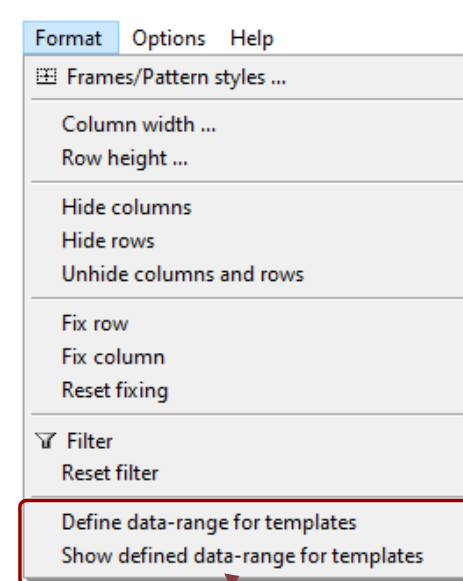 Format Options Help
Frames/Pattern styles ...
Column width ...
Row height ...
Hide columns
Hide rows
Unhide columns and rows
Fix row
Fix column
Reset fixing
Filter
Reset filter
Define data-range for templates
Show defined data-range for templates